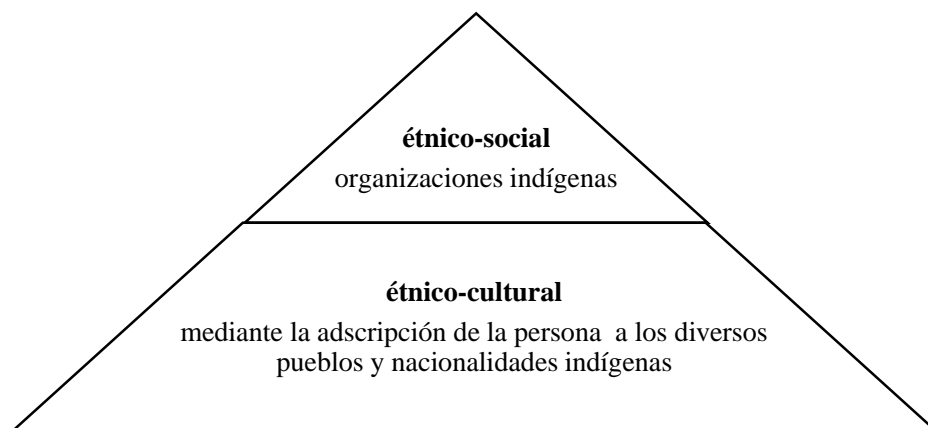 étnico-social
organizaciones indígenas
étnico-cultural
mediante la adscripción de la persona  a los diversos
pueblos y nacionalidades indígenas